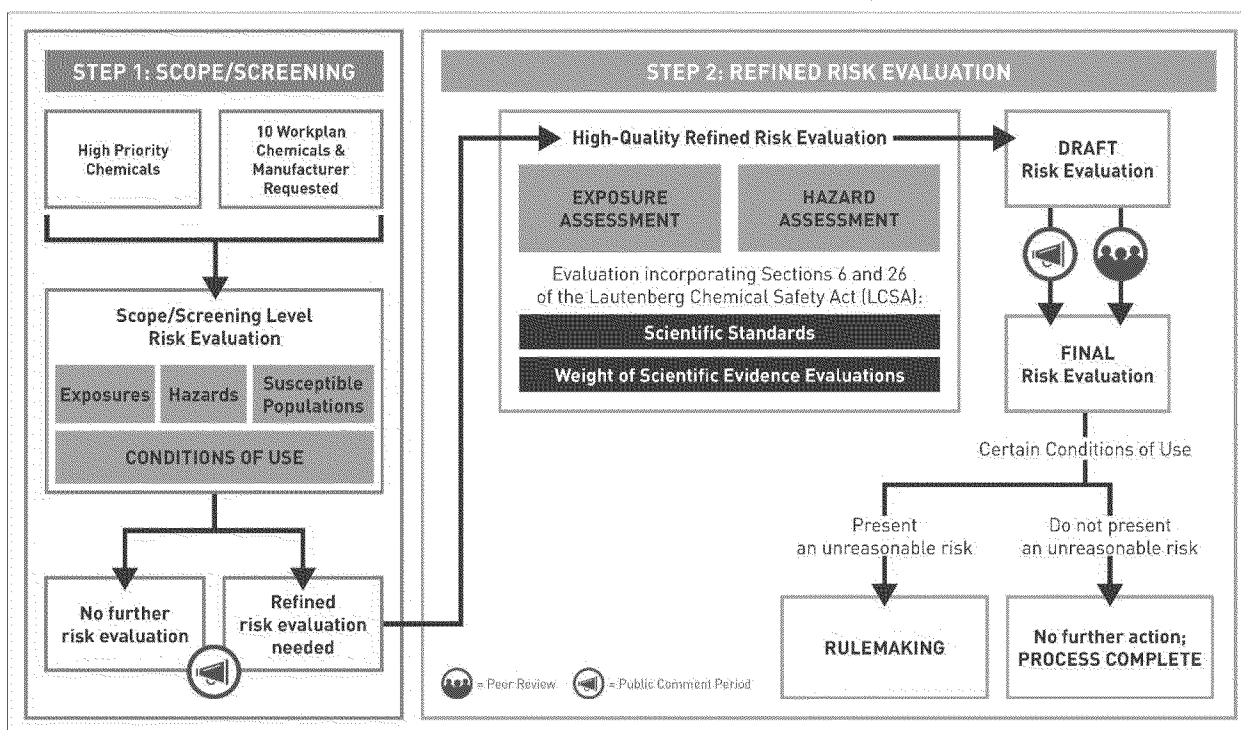 STEP 1: SCOPE/SCREENING
High Priority
Chemicals
10 Workplan
Chemicals &
Manufacturer
Requested
Scope/Screening Level
Risk Evaluation
Exposures
Hazards
Susceptible
Populations
CONDITIONS OF USE
No further
risk evaluation
Refined
risk evaluation
needed
STEP 2: REFINED RISK EVALUATION
High-Quality Refined Risk Evaluation
EXPOSURE
ASSESSMENT
HAZARD
ASSESSMENT
Evaluation incorporating Sections 6 and 26
of the Lautenberg Chemical Safety Act (LCSA):
Scientific Standards
Weight of Scientific Evidence Evaluations
DRAFT
Risk Evaluation
FINAL
Risk Evaluation
Certain Conditions of Use
Present
an unreasonable risk
Do not present
an unreasonable risk
RULEMAKING
No further action;
PROCESS COMPLETE
= Peer Review
= Public Comment Period